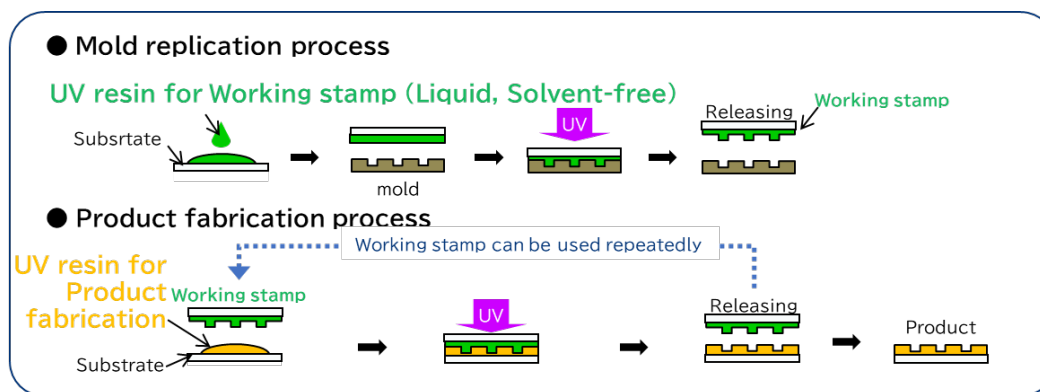 ● Mold replication process
UV resin for Working stamp (Liquid, Solvent-free)
Subsrtate
UV
Releasing
Working stamp
mold
● Product fabrication process
Working stamp can be used repeatedly
UV resin for
Product
fabrication
Working stamp
Substrate
UV
Releasing
Product